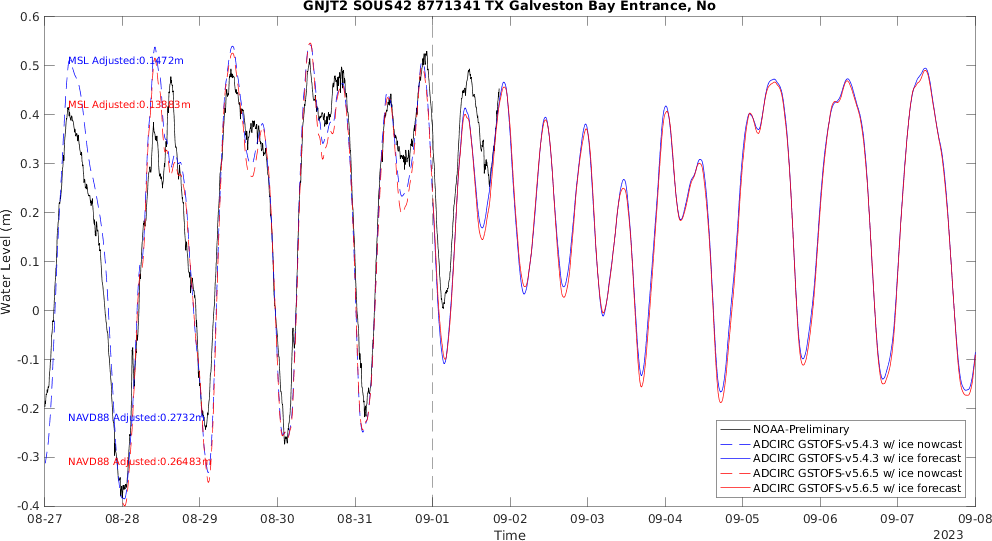 GNJT2 SOUS42 8771341 TX Galveston Bay Entrance, No
0.6
0.5
0.4
0.3
0.2
0.1
0
-0.1
-0.2
-0.3
-0.4
Water Level (m)
MSL Adjusted:0.1472m
MSL Adjusted:0.13883m
NAVD88 Adjusted:0.2732m
NAVD88 Adjusted:0.26483m
NOAA-Preliminary
ADCIRC GSTOFS-v5.4.3 w/ ice nowcast
ADCIRC GSTOFS-v5.4.3 w/ ice forecast
ADCIRC GSTOFS-v5.6.5 w/ ice nowcast
ADCIRC GSTOFS-v5.6.5 w/ ice forecast
08-27 08-28 08-29 08-30 08-31 09-01 09-02 09-03 09-04 09-05 09-06 09-07 09-08
Time
2023